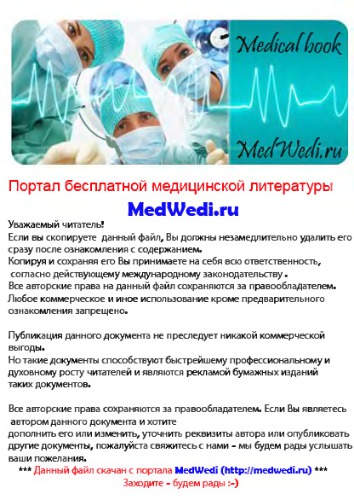 Medical book
MedWedi.ru
Портал бесплатной медицинской литературы
MedWedi.ru
Уважаемый читатель!
Если вы скопируете данный файл, Вы должны незамедлительно удалить его
сразу после ознакомления с содержанием.
Копируя и сохраняя его Вы принимаете на себя всю ответственность,
согласно действующему международному законодательству .
Все авторские права на данный файл сохраняются за правообладателем.
Любое коммерческое и иное использование кроме предварительного
ознакомления запрещено.
Публикация данного документа не преследует никакой коммерческой
выгоды.
Но такие документы способствуют быстрейшему профессиональному и
духовному росту читателей и являются рекламой бумажных изданий
таких документов.
Все авторские права сохраняются за правообладателем. Если Вы являетесь
автором данного документа и хотите
дополнить его или изменить, уточнить реквизиты автора или опубликовать
другие документы, пожалуйста свяжитесь с нами - мы будем рады услышать
ваши пожелания.
*** Данный файл скачан с портала MedWedi (http://medwedi.ru) ***
Заходите - будем рады :-)